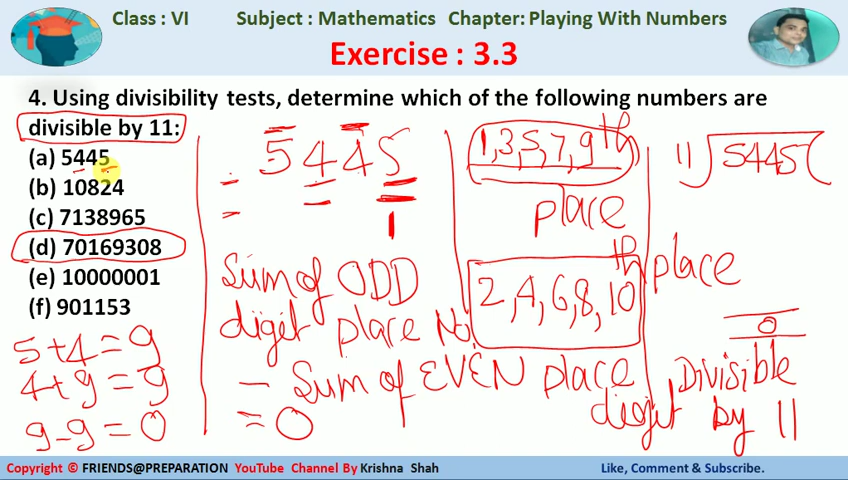 Class : VI Subject : Mathematics Chapter: Playing With Numbers
Exercise : 3.3
4. Using divisibility tests, determine which of the following numbers are
divisible by 11:
(a) 5445
(b) 10824
(c) 7138965
(d) 70169308
(e) 10000001
(f) 901153
5+4=9
4+9=9
9-9=0
5445
1
Sum of ODD
digit place No.
- Sum of EVEN place
digit
= 0
1,3,5,7,9th
place
2,4,6,8,10th place
11)5445(
0
Divisible
by 11
Copyright © FRIENDS@PREPARATION YouTube Channel By Krishna Shah Like, Comment & Subscribe.